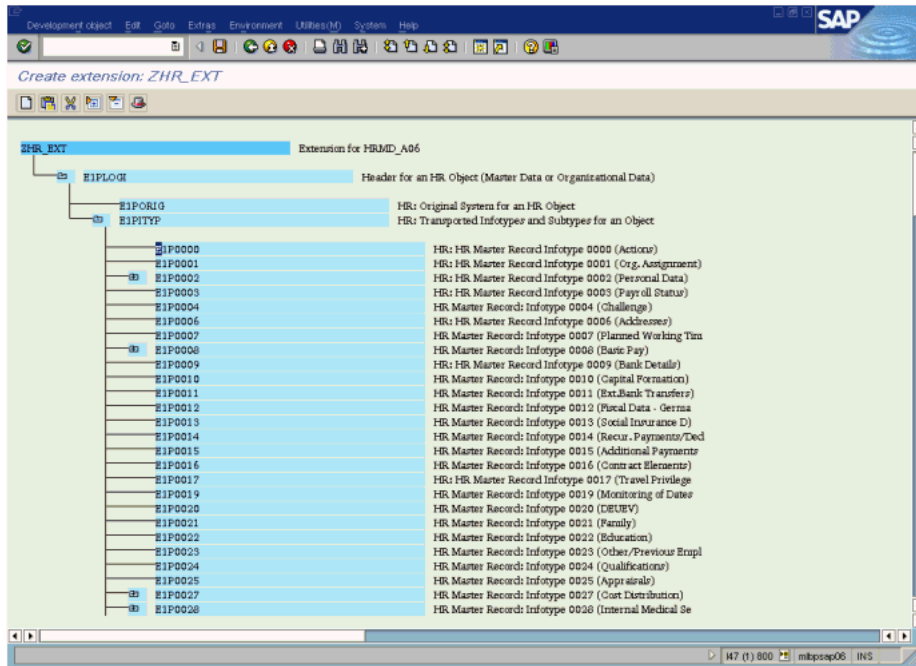 Development object Edit Goto Extras Environment Utilities(M) System Help
SAP
Create extension: ZHR_EXT
ZHR_EXT Extension for HRMD_A06
E1PLOGI Header for an HR Object (Master Data or Organizational Data)
E1PORIG HR: Original System for an HR Object
E1PITYP HR: Transported Infotypes and Subtypes for an Object
E1P0000 HR: HR Master Record Infotype 0000 (Actions)
E1P0001 HR: HR Master Record Infotype 0001 (Org. Assignment)
E1P0002 HR: HR Master Record Infotype 0002 (Personal Data)
E1P0003 HR: HR Master Record Infotype 0003 (Payroll Status)
E1P0004 HR Master Record: Infotype 0004 (Challenge)
E1P0006 HR: HR Master Record Infotype 0006 (Addresses)
E1P0007 HR Master Record: Infotype 0007 (Planned Working Tim
E1P0008 HR Master Record: Infotype 0008 (Basic Pay)
E1P0009 HR: HR Master Record Infotype 0009 (Bank Details)
E1P0010 HR Master Record: Infotype 0010 (Capital Formation)
E1P0011 HR Master Record: Infotype 0011 (Ext.Bank Transfers)
E1P0012 HR Master Record: Infotype 0012 (Fiscal Data - Germa
E1P0013 HR Master Record: Infotype 0013 (Social Insurance D)
E1P0014 HR Master Record: Infotype 0014 (Recur. Payments/Ded
E1P0015 HR Master Record: Infotype 0015 (Additional Payments
E1P0016 HR Master Record: Infotype 0016 (Contract Elements)
E1P0017 HR: HR Master Record Infotype 0017 (Travel Privilege
E1P0019 HR Master Record: Infotype 0019 (Monitoring of Dates
E1P0020 HR Master Record: Infotype 0020 (DEUEV)
E1P0021 HR Master Record: Infotype 0021 (Family)
E1P0022 HR Master Record: Infotype 0022 (Education)
E1P0023 HR Master Record: Infotype 0023 (Other/Previous Empl
E1P0024 HR Master Record: Infotype 0024 (Qualifications)
E1P0025 HR Master Record: Infotype 0025 (Appraisals)
E1P0027 HR Master Record: Infotype 0027 (Cost Distribution)
E1P0028 HR Master Record: Infotype 0028 (Internal Medical Se
I47 (1) 800 mlbpsap06 INS